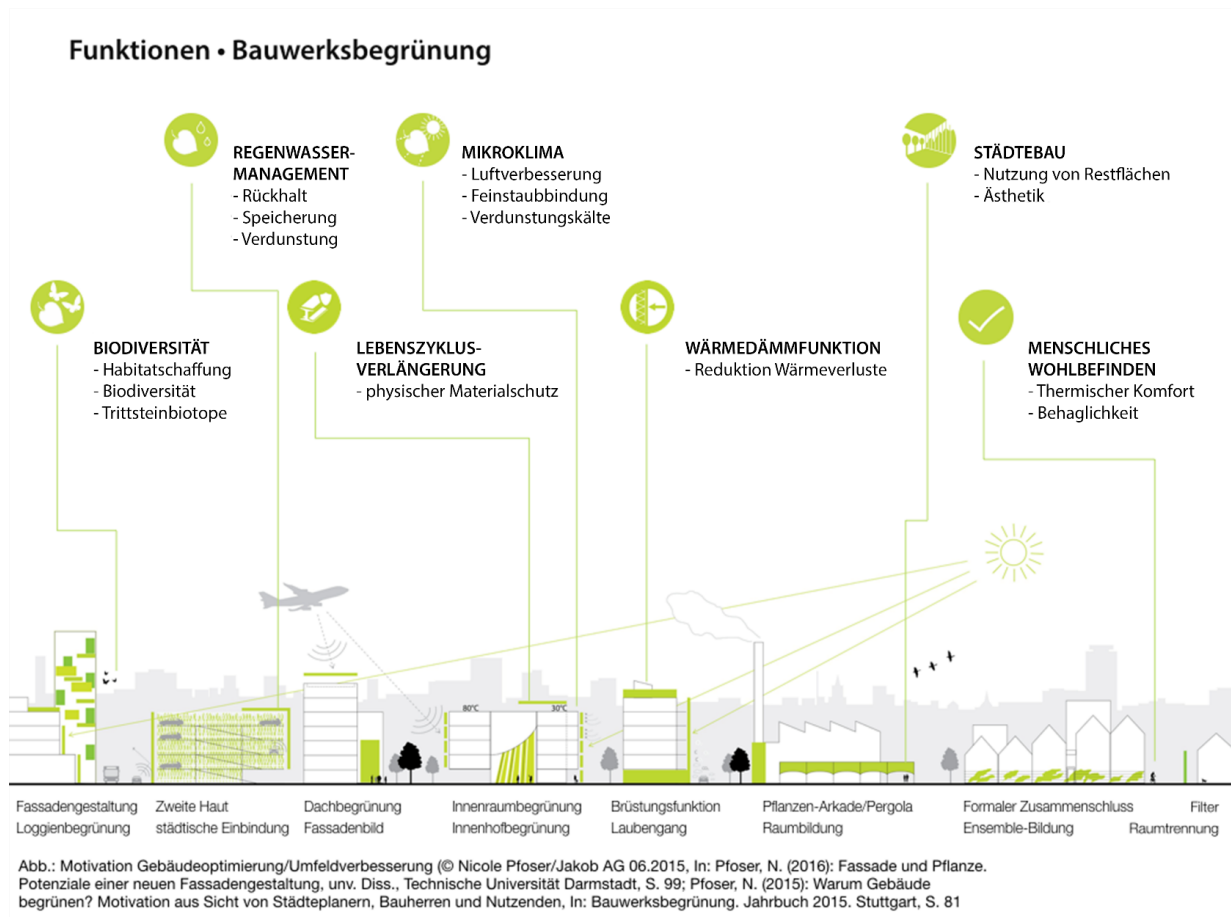 Funktionen • Bauwerksbegrünung
REGENWASSER-
MANAGEMENT
- Rückhalt
- Speicherung
- Verdunstung
MIKROKLIMA
- Luftverbesserung
- Feinstaubbindung
- Verdunstungskälte
STÄDTEBAU
- Nutzung von Restflächen
- Ästhetik
BIODIVERSITÄT
- Habitatschaffung
- Biodiversität
- Trittsteinbiotope
LEBENSZYKLUS-
VERLÄNGERUNG
- physischer Materialschutz
WÄRMEDÄMMFUNKTION
- Reduktion Wärmeverluste
MENSCHLICHES
WOHLBEFINDEN
- Thermischer Komfort
- Behaglichkeit
80°C
30°C
Fassadengestaltung
Loggienbegrünung
Zweite Haut
städtische Einbindung
Dachbegrünung
Fassadenbild
Innenraumbegrünung
Innenhofbegrünung
Brüstungsfunktion
Laubengang
Pflanzen-Arkade/Pergola
Raumbildung
Formaler Zusammenschluss
Ensemble-Bildung
Filter
Raumtrennung
Abb.: Motivation Gebäudeoptimierung/Umfeldverbesserung (© Nicole Pfoser/Jakob AG 06.2015, In: Pfoser, N. (2016): Fassade und Pflanze.
Potenziale einer neuen Fassadengestaltung, unv. Diss., Technische Universität Darmstadt, S. 99; Pfoser, N. (2015): Warum Gebäude
begrünen? Motivation aus Sicht von Städteplanern, Bauherren und Nutzenden, In: Bauwerksbegrünung. Jahrbuch 2015. Stuttgart, S. 81